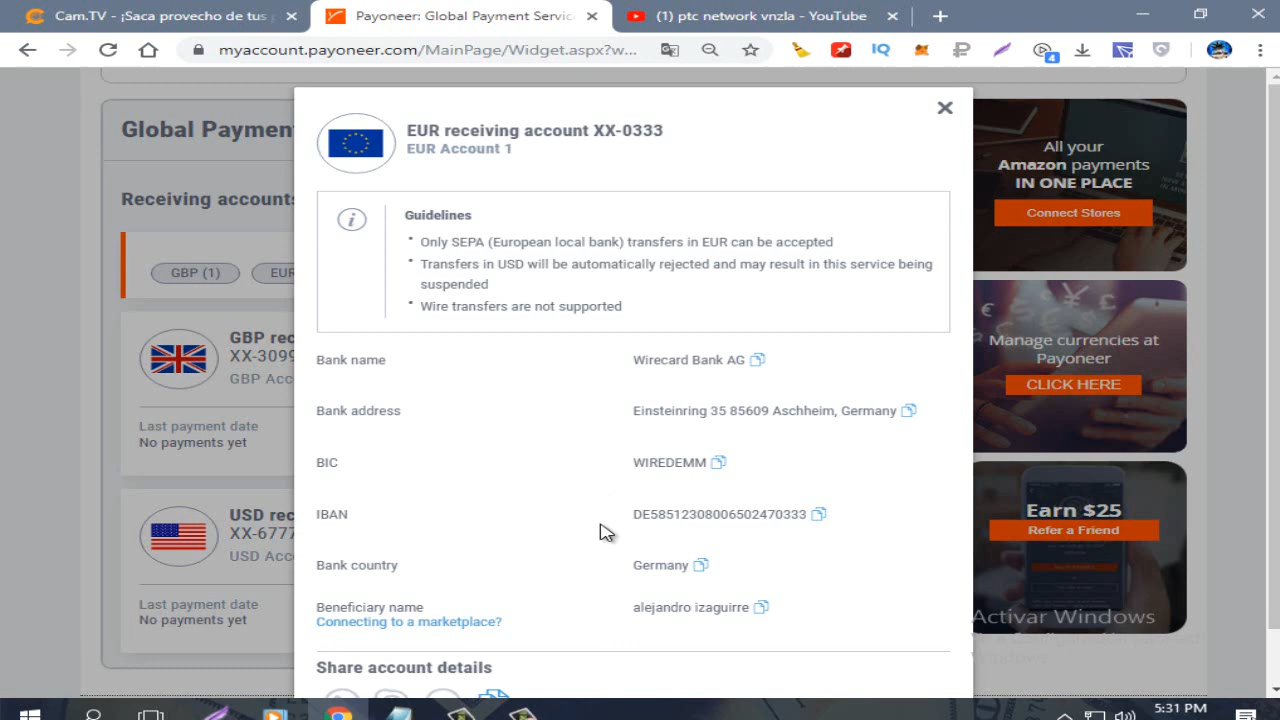 Cam.TV - ¡Saca provecho de tus p
Payoneer: Global Payment Servic
(1) ptc network vnzla - YouTube
myaccount.payoneer.com/MainPage/Widget.aspx?w...
IQ
4
Global Paymen
Receiving accounts
GBP (1)
EUR
GBP rec
XX-3099
GBP Acc
Last payment date
No payments yet
USD rec
XX-6777
USD Acc
Last payment date
No payments yet
EUR receiving account XX-0333
EUR Account 1
Guidelines
Only SEPA (European local bank) transfers in EUR can be accepted
Transfers in USD will be automatically rejected and may result in this service being
suspended
Wire transfers are not supported
Bank name
Wirecard Bank AG
Bank address
Einsteinring 35 85609 Aschheim, Germany
BIC
WIREDEMM
IBAN
DE58512308006502470333
Bank country
Germany
Beneficiary name
alejandro izaguirre
Connecting to a marketplace?
Share account details
All your
Amazon payments
IN ONE PLACE
Connect Stores
Manage currencies at
Payoneer
CLICK HERE
Earn $25
Refer a Friend
Activar Windows
5:31 PM